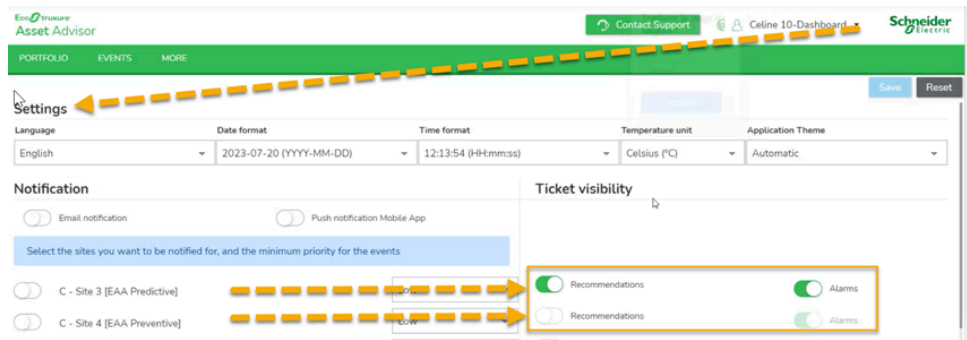 EcoStruxure
Asset Advisor
Contact Support
Celine 10-Dashboard
Schneider
Electric
PORTFOLIO EVENTS MORE
Save Reset
Settings
Language Date format Time format Temperature unit Application Theme
English 2023-07-20 (YYYY-MM-DD) 12:13:54 (HH:mm:ss) Celsius (°C) Automatic
Notification Ticket visibility
Email notification Push notification Mobile App
Select the sites you want to be notified for, and the minimum priority for the events
C - Site 3 [EAA Predictive] Low Recommendations Alarms
C - Site 4 [EAA Preventive] Low Recommendations Alarms